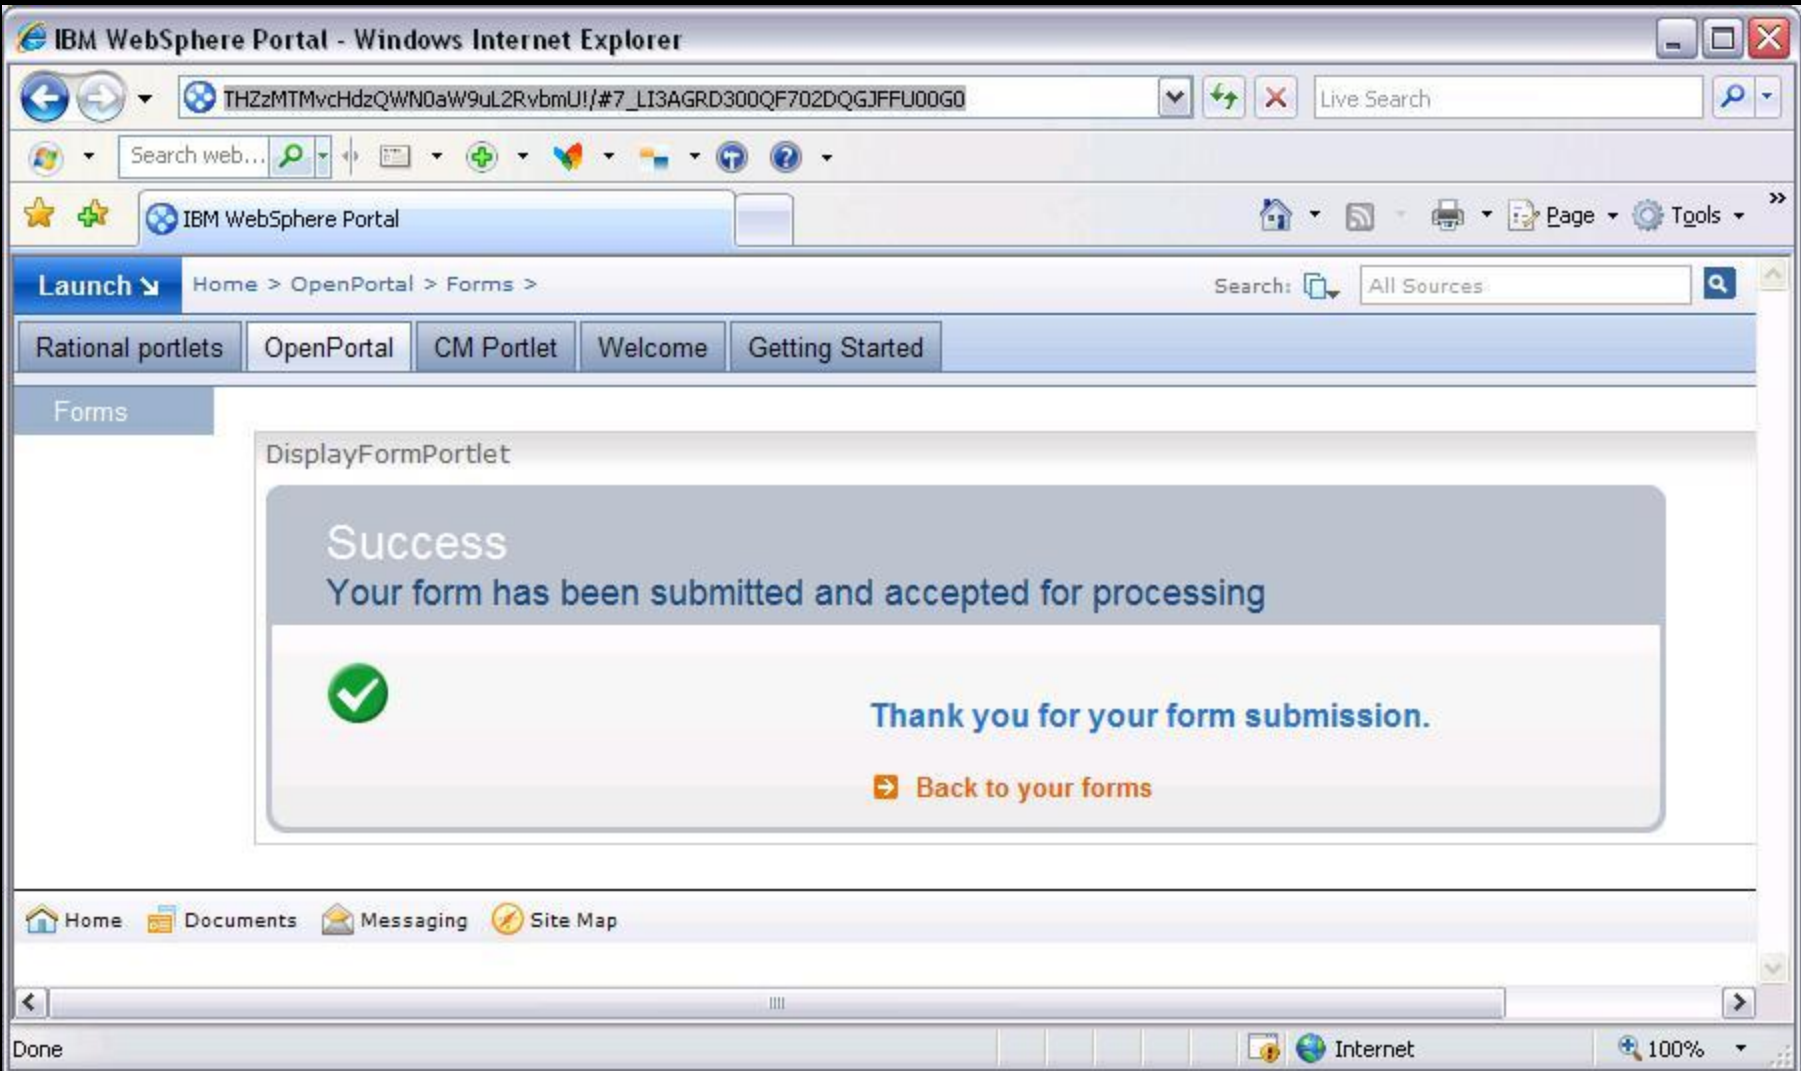 IBM WebSphere Portal - Windows Internet Explorer
THZzMTMvcHdzQWN0aW9uL2RvbmU!/#7_LI3AGRD300QF702DQGJFFU00G0
Live Search
Search web...
IBM WebSphere Portal
Page
Tools
»
Launch
Home > OpenPortal > Forms >
Search:
All Sources
Rational portlets
OpenPortal
CM Portlet
Welcome
Getting Started
Forms
DisplayFormPortlet
Success
Your form has been submitted and accepted for processing
Thank you for your form submission.
Back to your forms
Home
Documents
Messaging
Site Map
Done
Internet
100%